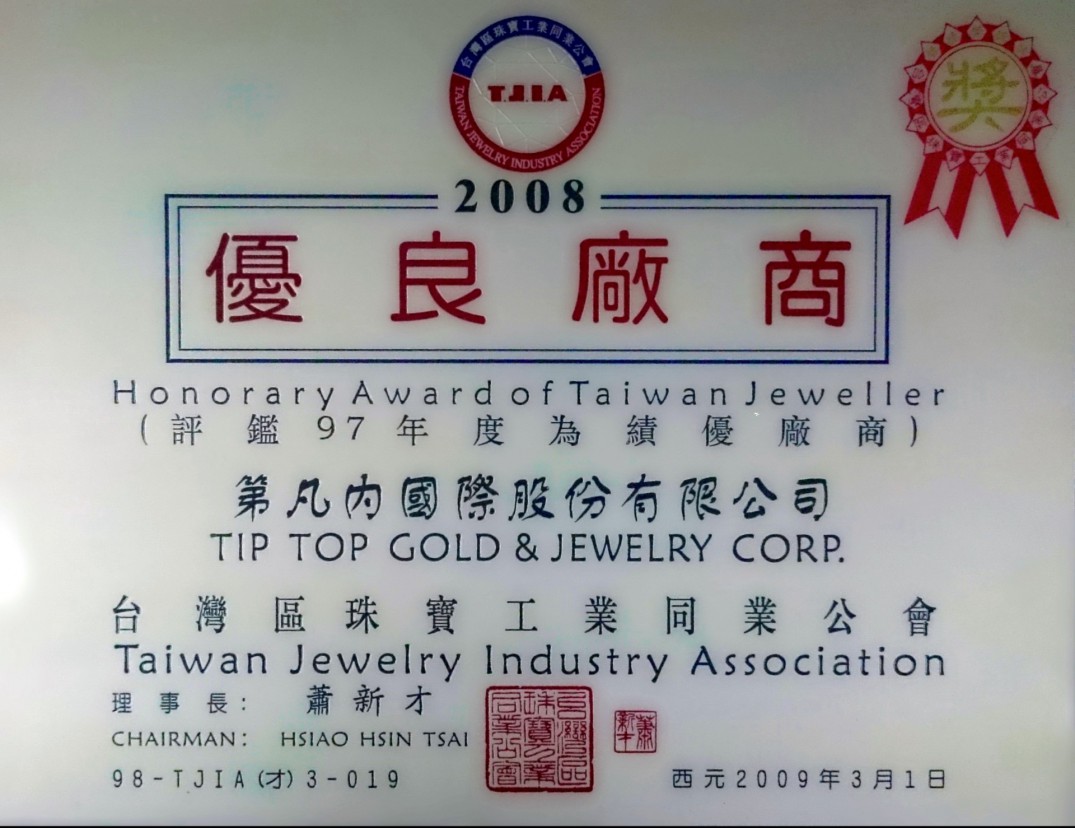 台灣區珠寶工業同業公會
T.J.I.A
TAIWAN JEWELRY INDUSTRY ASSOCIATION
獎
2008
優良廠商
Honorary Award of Taiwan Jeweller
(評鑑97年度為績優廠商)
第凡內國際股份有限公司
TIP TOP GOLD & JEWELRY CORP.
台灣區珠寶工業同業公會
Taiwan Jewelry Industry Association
理事長: 蕭新才
CHAIRMAN: HSIAO HSIN TSAI
98-TJIA(才)3-019
西元2009年3月1日